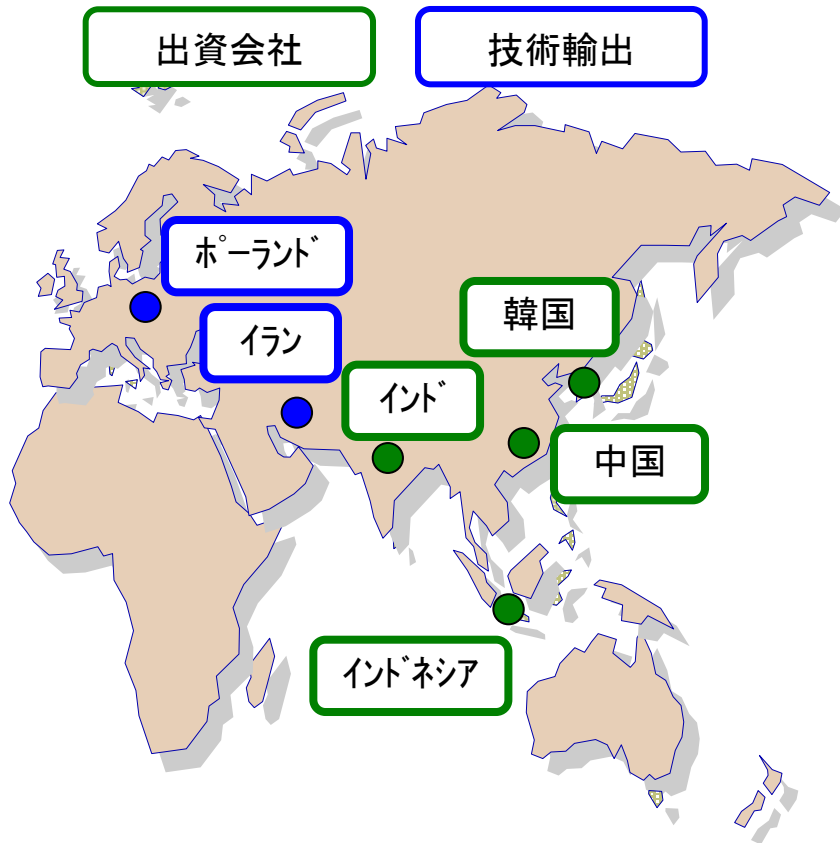 出資会社
技術輸出
ﾎﾟｰﾗﾝﾄﾞ
ｲﾗﾝ
韓国
ｲﾝﾄﾞ
中国
ｲﾝﾄﾞﾈｼｱ